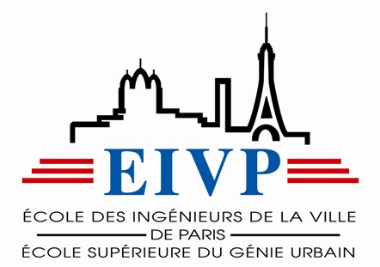 EIVP
ÉCOLE DES INGÉNIEURS DE LA VILLE
DE PARIS
ÉCOLE SUPÉRIEURE DU GÉNIE URBAIN